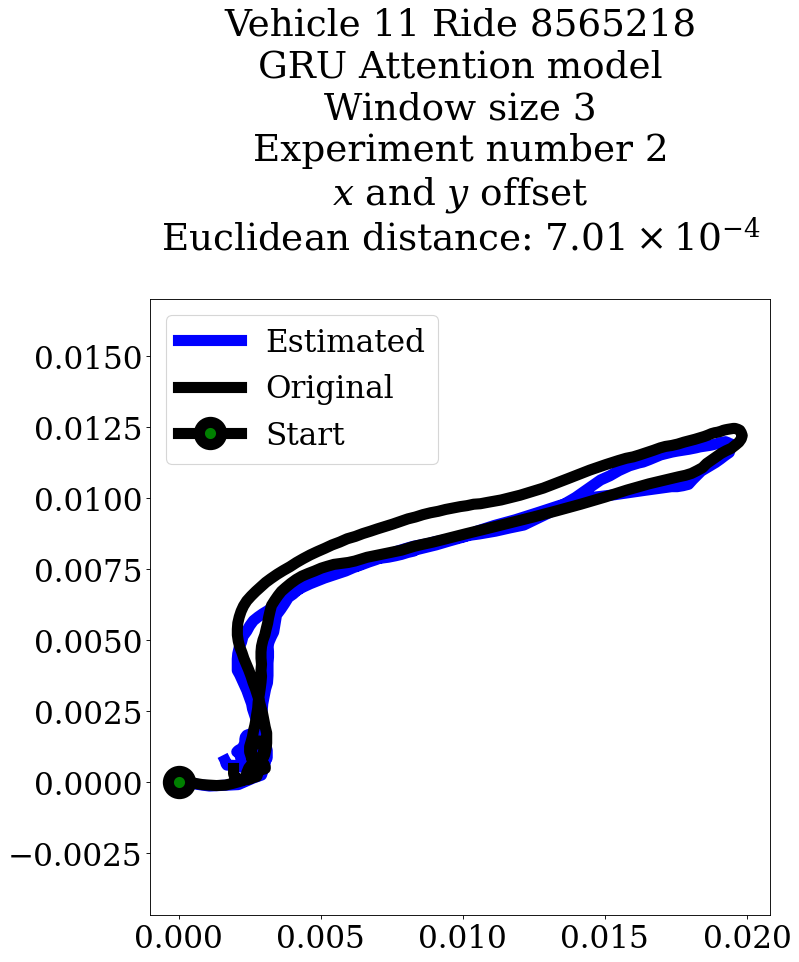 Vehicle 11 Ride 8565218
GRU Attention model
Window size 3
Experiment number 2
x and y offset
Euclidean distance: 7.01 × 10⁻⁴
Estimated
Original
Start
0.0150
0.0125
0.0100
0.0075
0.0050
0.0025
0.0000
−0.0025
0.000 0.005 0.010 0.015 0.020